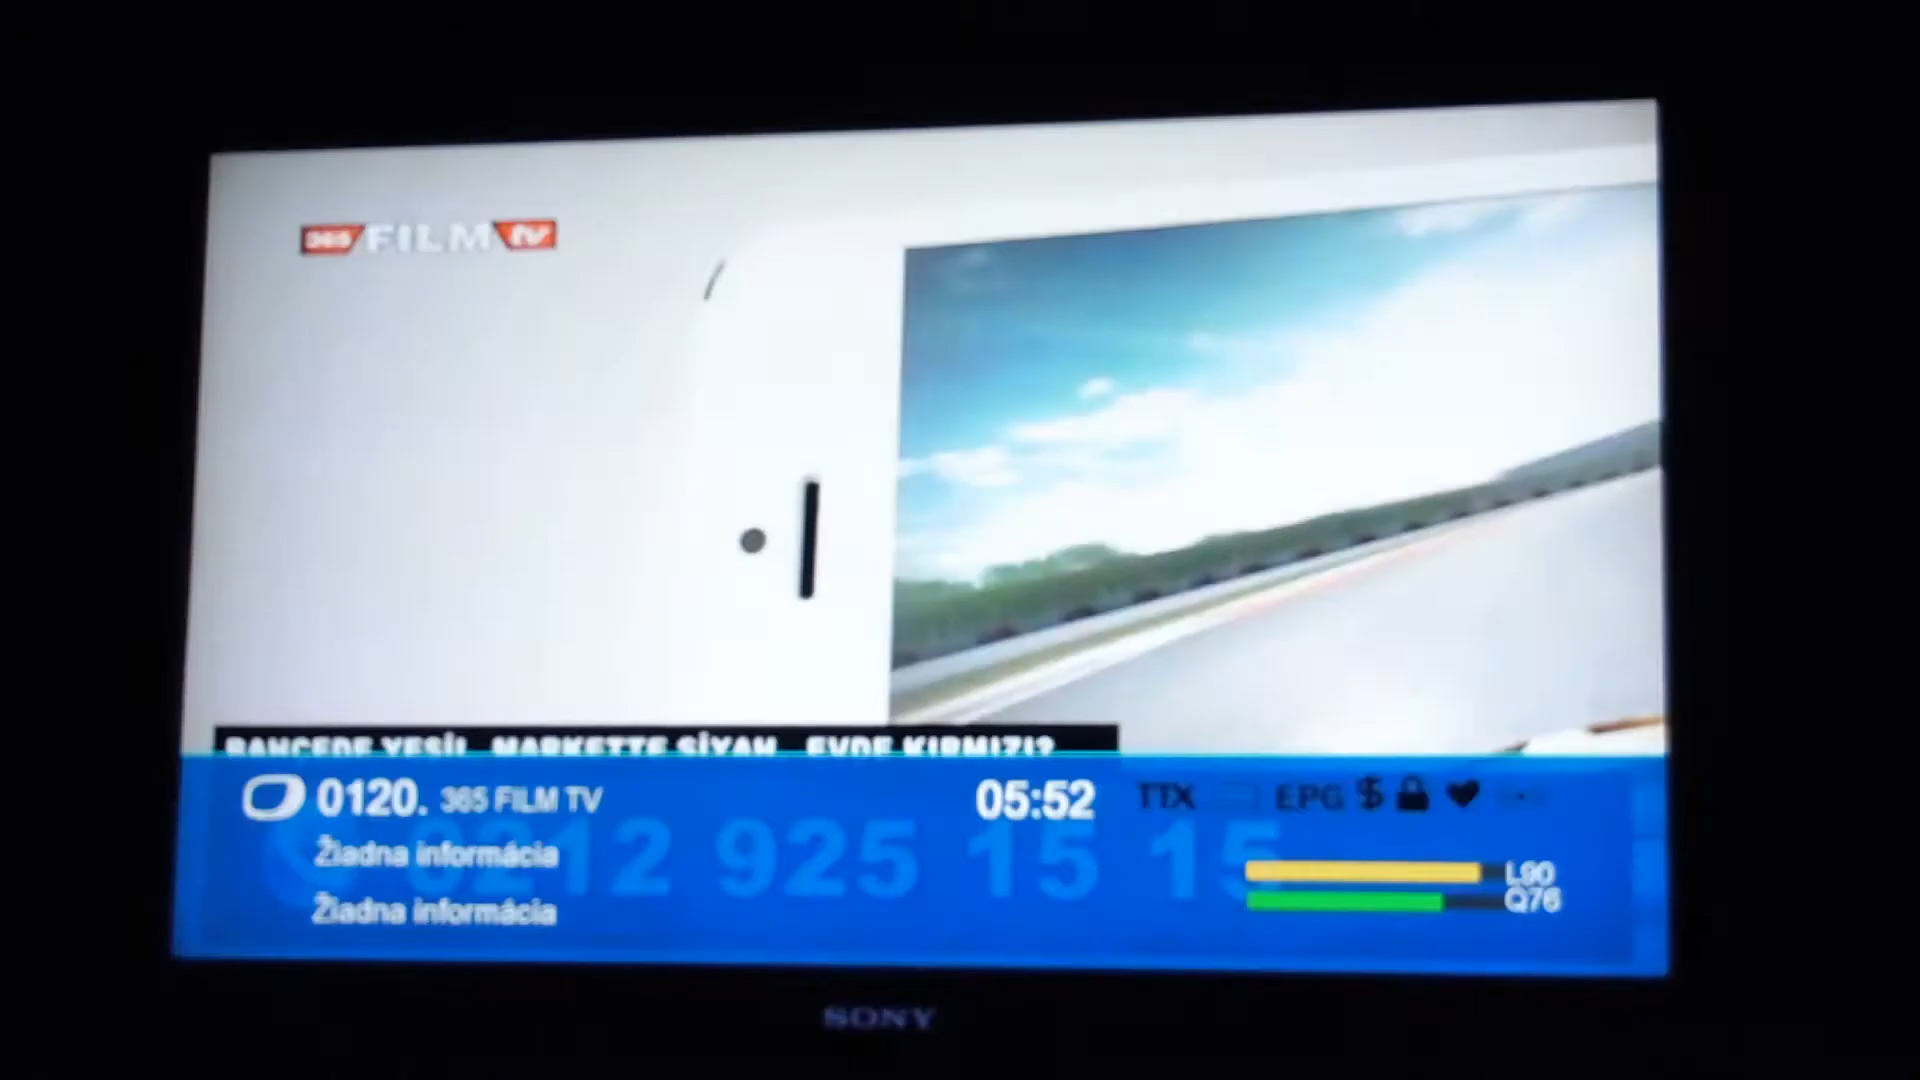 365 FILM tv
BAHÇEDE YEŞİL, MARKETTE SİYAH, EVDE KIRMIZI?
0120. 365 FILM TV 05:52 TTX EPG $
0212 925 15 15
Žiadna informácia
L90
Q76
Žiadna informácia
SONY